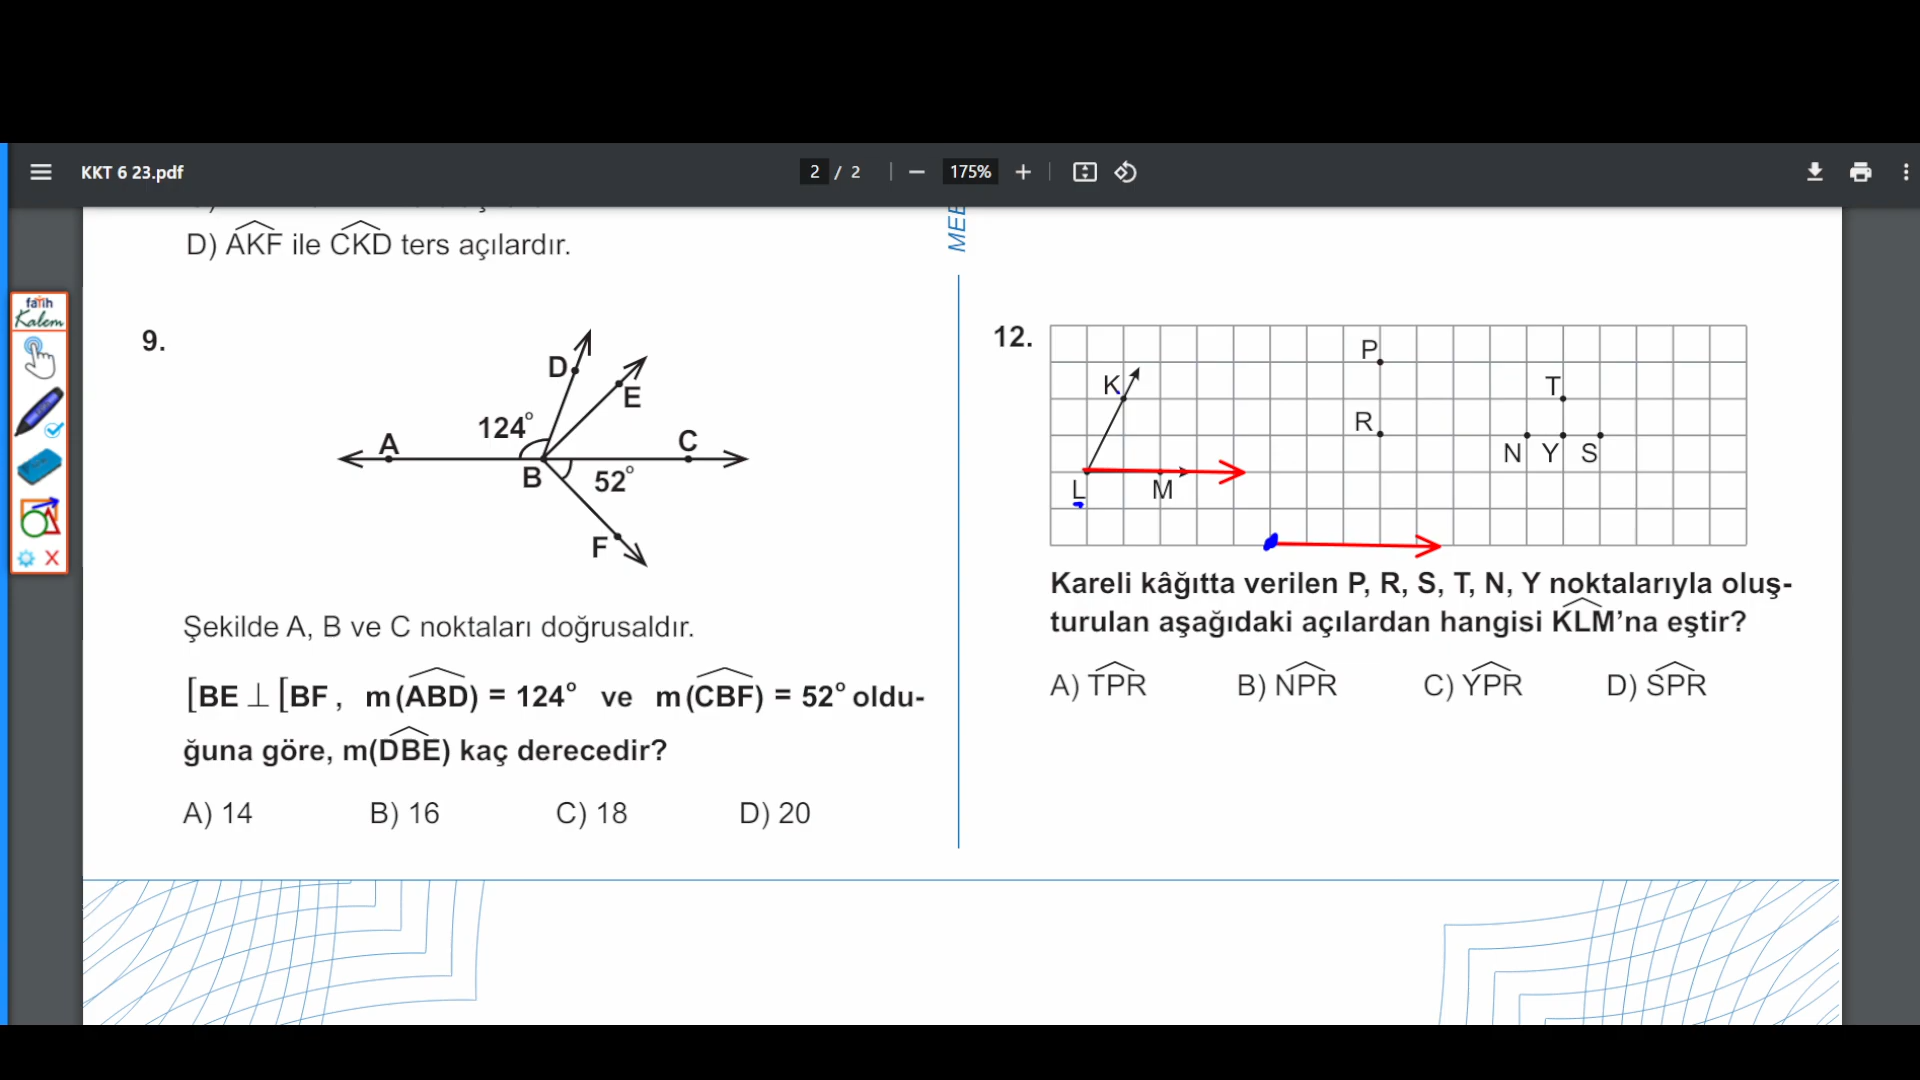 KKT 6 23.pdf
2 / 2
175%
D) AKF ile CKD ters açılardır.
MEB
fatih
Kalem
9.
D
E
124°
A
C
B
52°
F
Şekilde A, B ve C noktaları doğrusaldır.
[BE ⊥ [BF , m(ABD) = 124° ve m(CBF) = 52° oldu-
ğuna göre, m(DBE) kaç derecedir?
A) 14 B) 16 C) 18 D) 20
12.
P
K
T
R
N Y S
L M
Kareli kâğıtta verilen P, R, S, T, N, Y noktalarıyla oluş-
turulan aşağıdaki açılardan hangisi KLM'na eştir?
A) TPR B) NPR C) YPR D) SPR